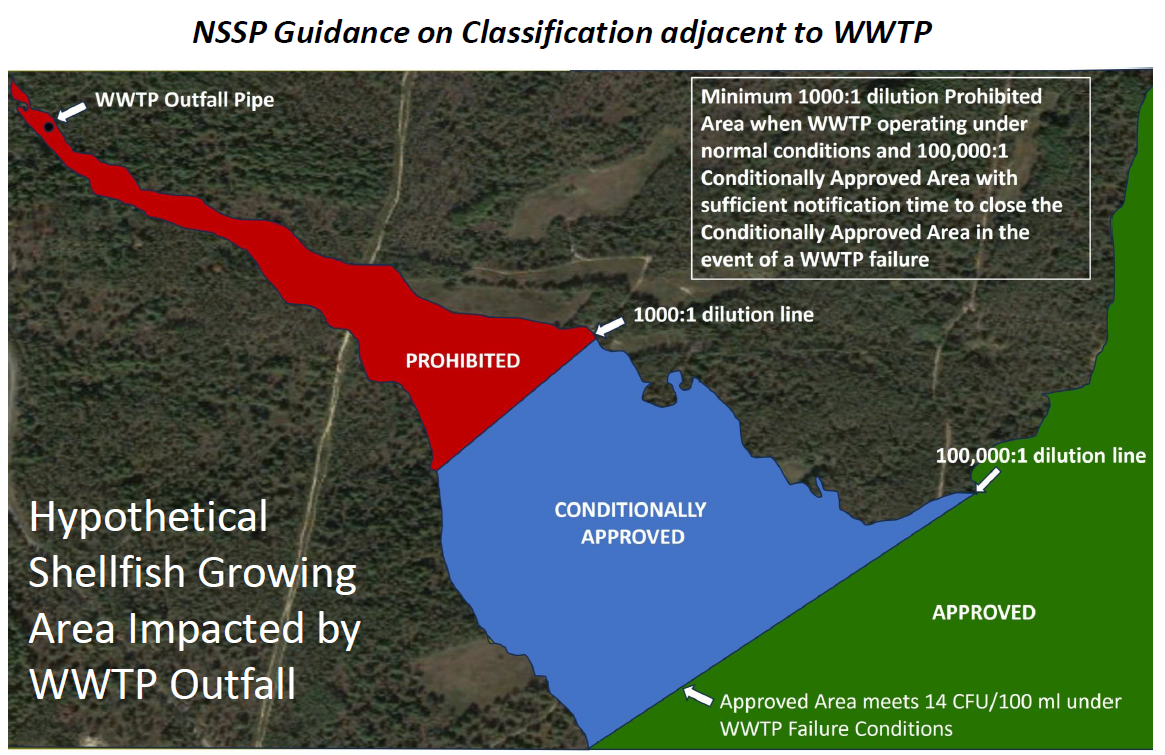 NSSP Guidance on Classification adjacent to WWTP
WWTP Outfall Pipe
Minimum 1000:1 dilution Prohibited
Area when WWTP operating under
normal conditions and 100,000:1
Conditionally Approved Area with
sufficient notification time to close the
Conditionally Approved Area in the
event of a WWTP failure
1000:1 dilution line
PROHIBITED
100,000:1 dilution line
CONDITIONALLY
APPROVED
Hypothetical
Shellfish Growing
Area Impacted by
WWTP Outfall
APPROVED
Approved Area meets 14 CFU/100 ml under
WWTP Failure Conditions